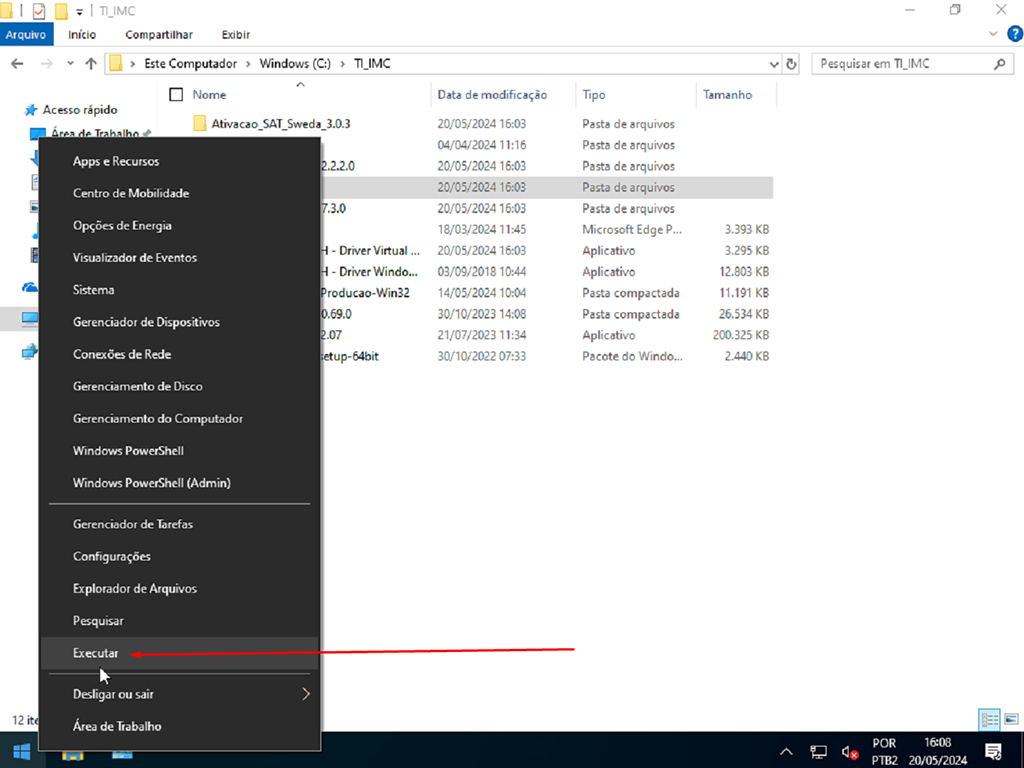 TI_IMC
Arquivo Início Compartilhar Exibir
Este Computador Windows (C:) TI_IMC
Pesquisar em TI_IMC
Nome Data de modificação Tipo Tamanho
Acesso rápido
Área de Trabalho
Ativacao_SAT_Sweda_3.0.3 20/05/2024 16:03 Pasta de arquivos
04/04/2024 11:16 Pasta de arquivos
2.2.2.0 20/05/2024 16:03 Pasta de arquivos
20/05/2024 16:03 Pasta de arquivos
7.3.0 20/05/2024 16:03 Pasta de arquivos
18/03/2024 11:45 Microsoft Edge P... 3.393 KB
H - Driver Virtual ... 20/05/2024 16:03 Aplicativo 3.295 KB
H - Driver Windo... 03/09/2018 10:44 Aplicativo 12.803 KB
Producao-Win32 14/05/2024 10:04 Pasta compactada 11.191 KB
0.69.0 30/10/2023 14:08 Pasta compactada 26.534 KB
2.07 21/07/2023 11:34 Aplicativo 200.325 KB
setup-64bit 30/10/2022 07:33 Pacote do Windo... 2.440 KB
Apps e Recursos
Centro de Mobilidade
Opções de Energia
Visualizador de Eventos
Sistema
Gerenciador de Dispositivos
Conexões de Rede
Gerenciamento de Disco
Gerenciamento do Computador
Windows PowerShell
Windows PowerShell (Admin)
Gerenciador de Tarefas
Configurações
Explorador de Arquivos
Pesquisar
Executar
Desligar ou sair
Área de Trabalho
12 ite
POR 16:08
PTB2 20/05/2024